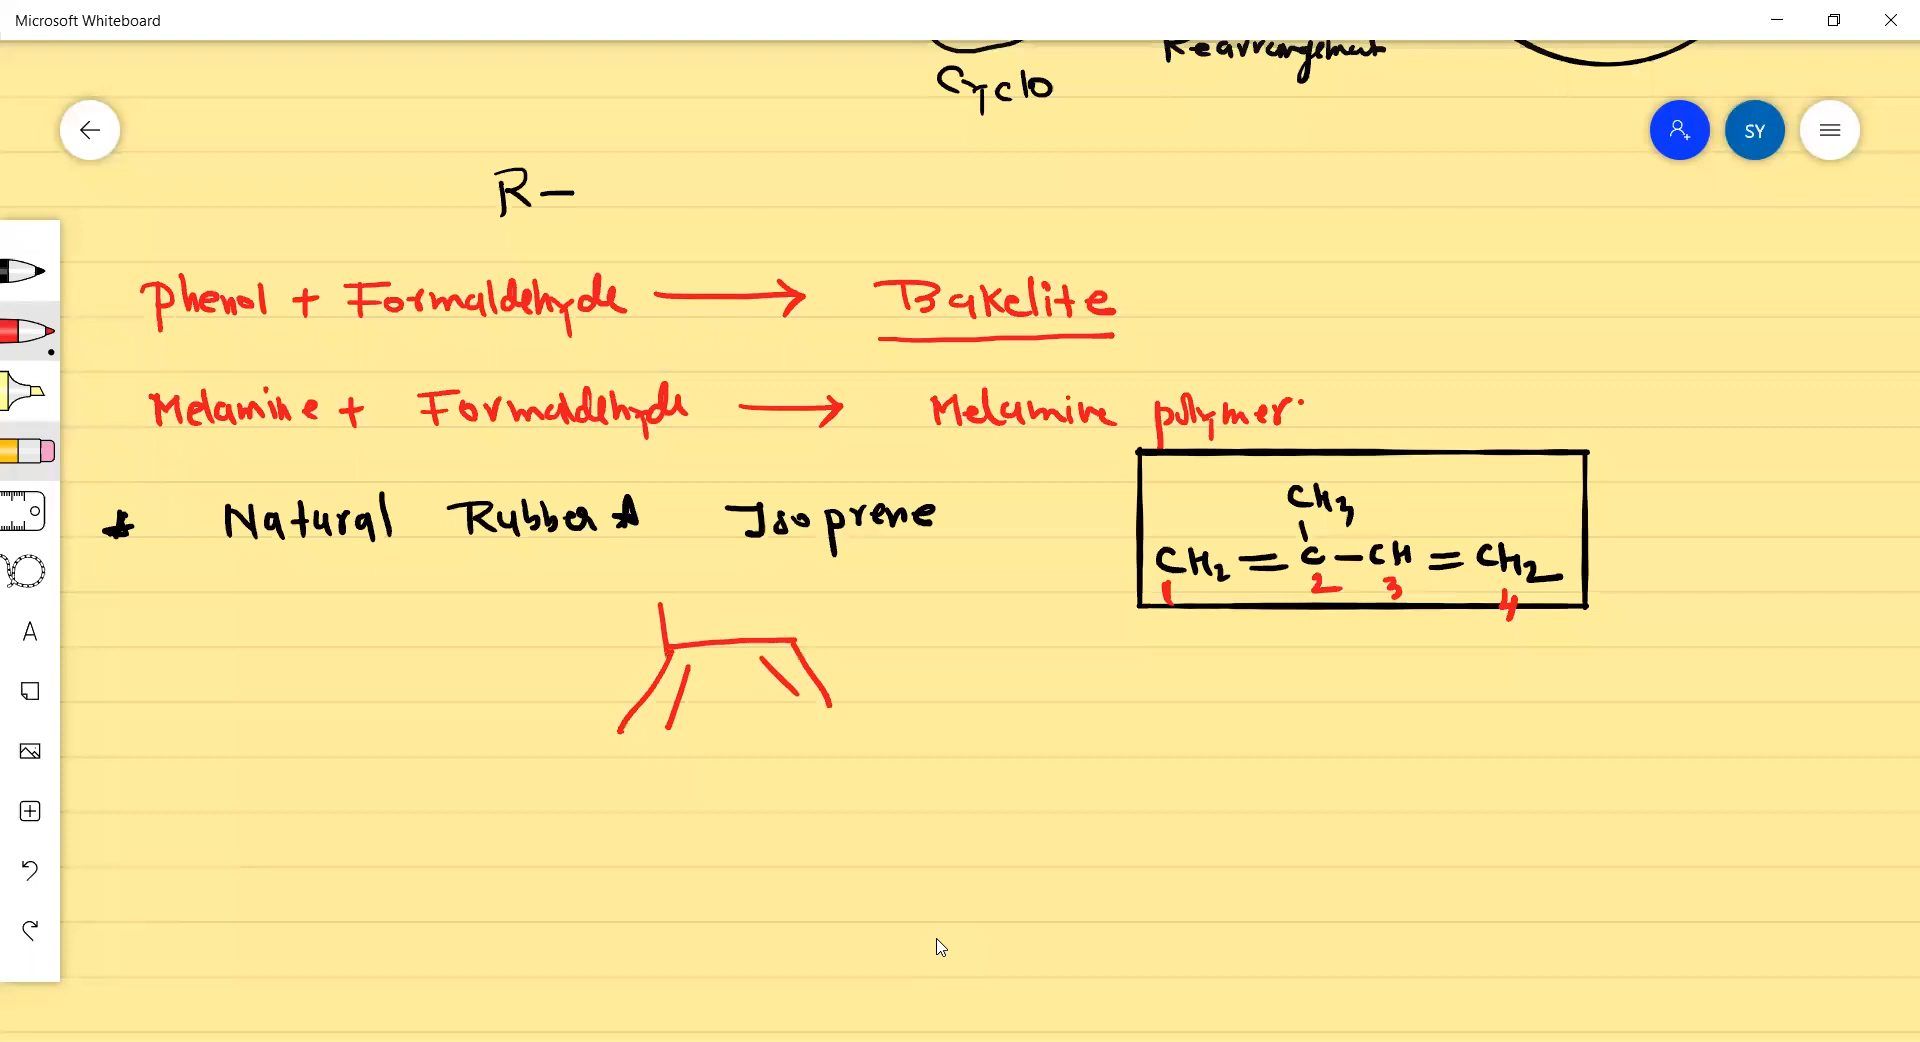 Microsoft Whiteboard
Rearrangement
Cyclo
SY
R-
Phenol + Formaldehyde → Bakelite
Melamine + Formaldehyde → Melamine polymer
* Natural Rubber Isoprene
CH3
CH2 = C - CH = CH2
1 2 3 4